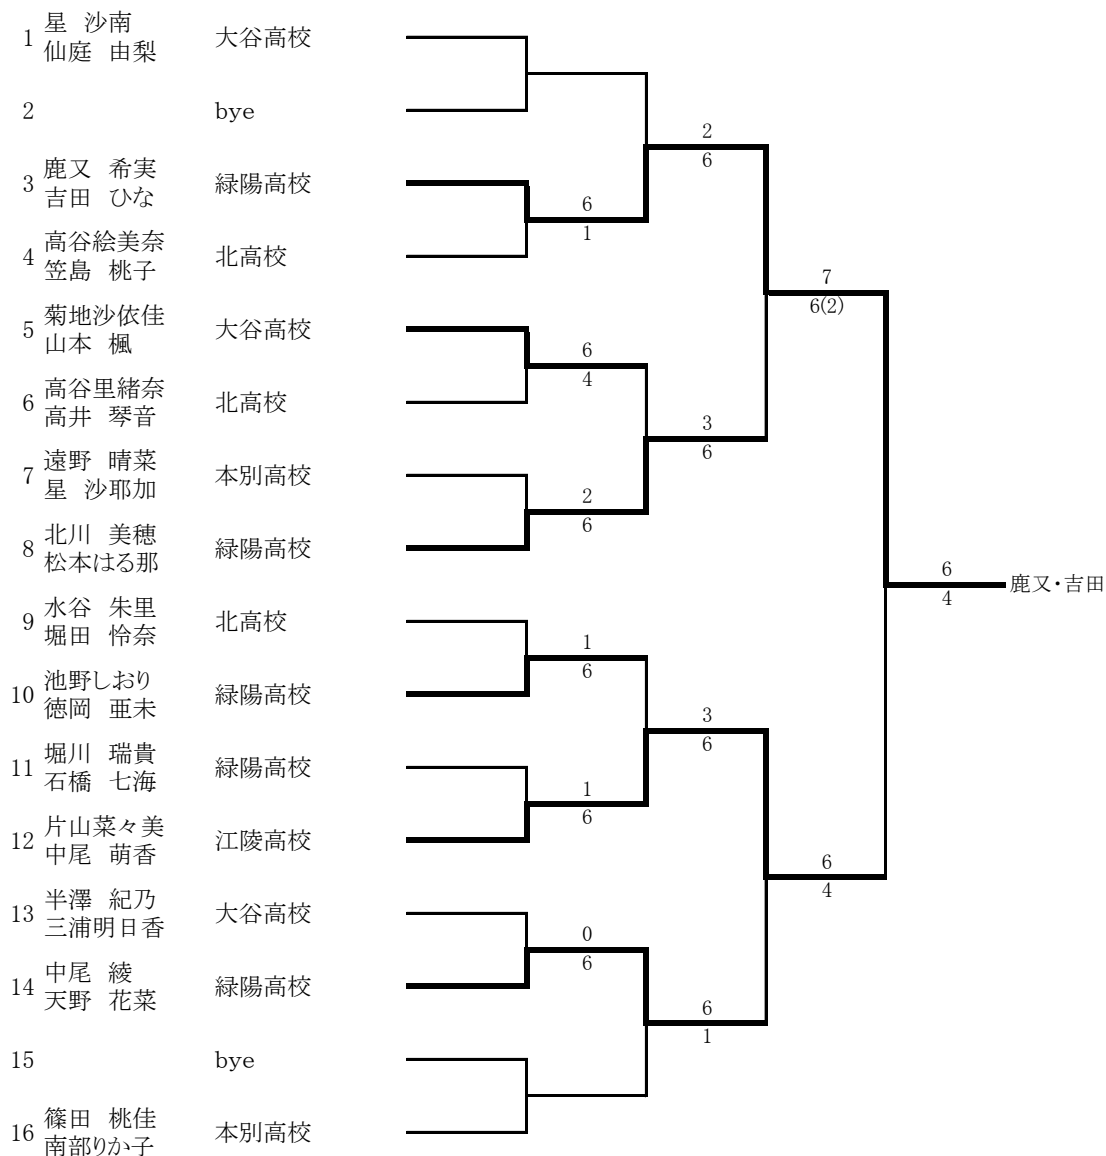 星 沙南
1 大谷高校
仙庭 由梨
2 bye
2
6
鹿又 希実
3 緑陽高校
吉田 ひな
6
1
高谷絵美奈
4 北高校
笠島 桃子
7
6(2)
菊地沙依佳
5 大谷高校
山本 楓
6
4
高谷里緒奈
6 北高校
高井 琴音
3
6
遠野 晴菜
7 本別高校
星 沙耶加
2
6
北川 美穂
8 緑陽高校
松本はる那
6
4
鹿又・吉田
水谷 朱里
9 北高校
堀田 怜奈
1
6
池野しおり
10 緑陽高校
徳岡 亜未
3
6
堀川 瑞貴
11 緑陽高校
石橋 七海
1
6
片山菜々美
12 江陵高校
中尾 萌香
6
4
半澤 紀乃
13 大谷高校
三浦明日香
0
6
中尾 綾
14 緑陽高校
天野 花菜
6
1
15 bye
篠田 桃佳
16 本別高校
南部りか子